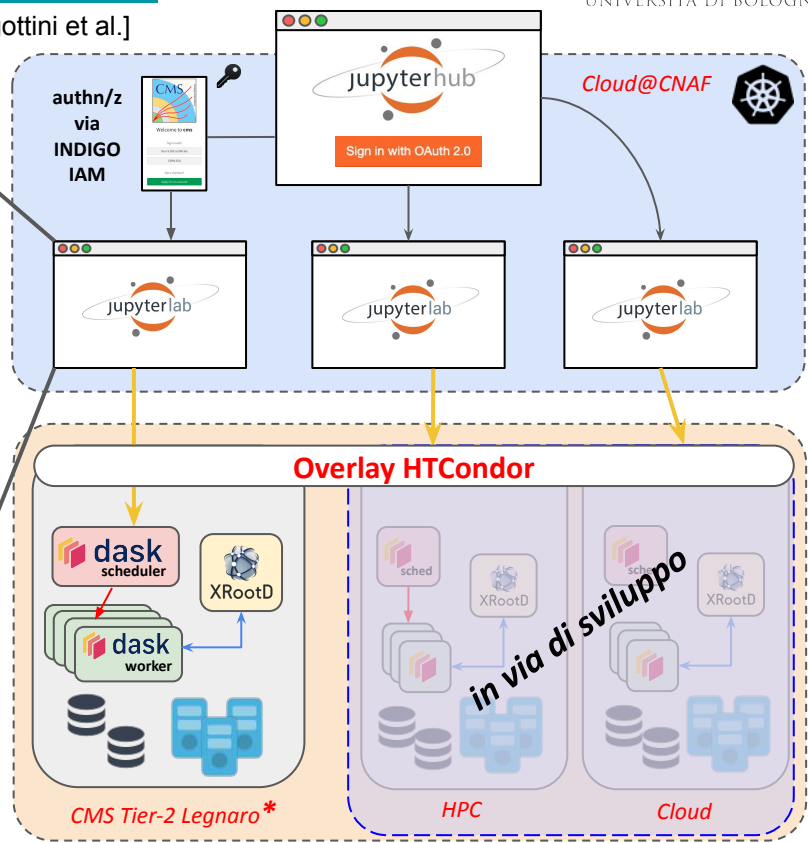 UNIVERSITÀ DI BOLOGN
gottini et al.]
authn/z
via
INDIGO
IAM
CMS
Welcome to cms
jupyterhub
Sign in with OAuth 2.0
Cloud@CNAF
jupyterlab
jupyterlab
jupyterlab
Overlay HTCondor
dask
scheduler
XRootD
dask
worker
sched
XRootD
XRootD
in via di sviluppo
CMS Tier-2 Legnaro*
HPC
Cloud